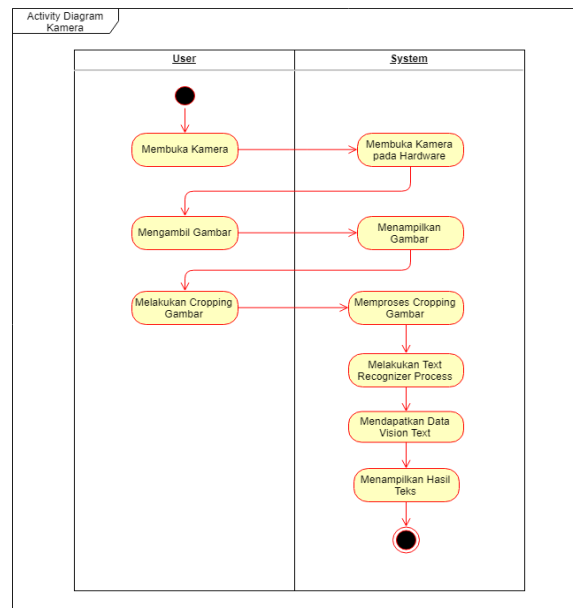 Activity Diagram
Kamera
User
System
Membuka Kamera
Membuka Kamera
pada Hardware
Mengambil Gambar
Menampilkan
Gambar
Melakukan Cropping
Gambar
Memproses Cropping
Gambar
Melakukan Text
Recognizer Process
Mendapatkan Data
Vision Text
Menampilkan Hasil
Teks